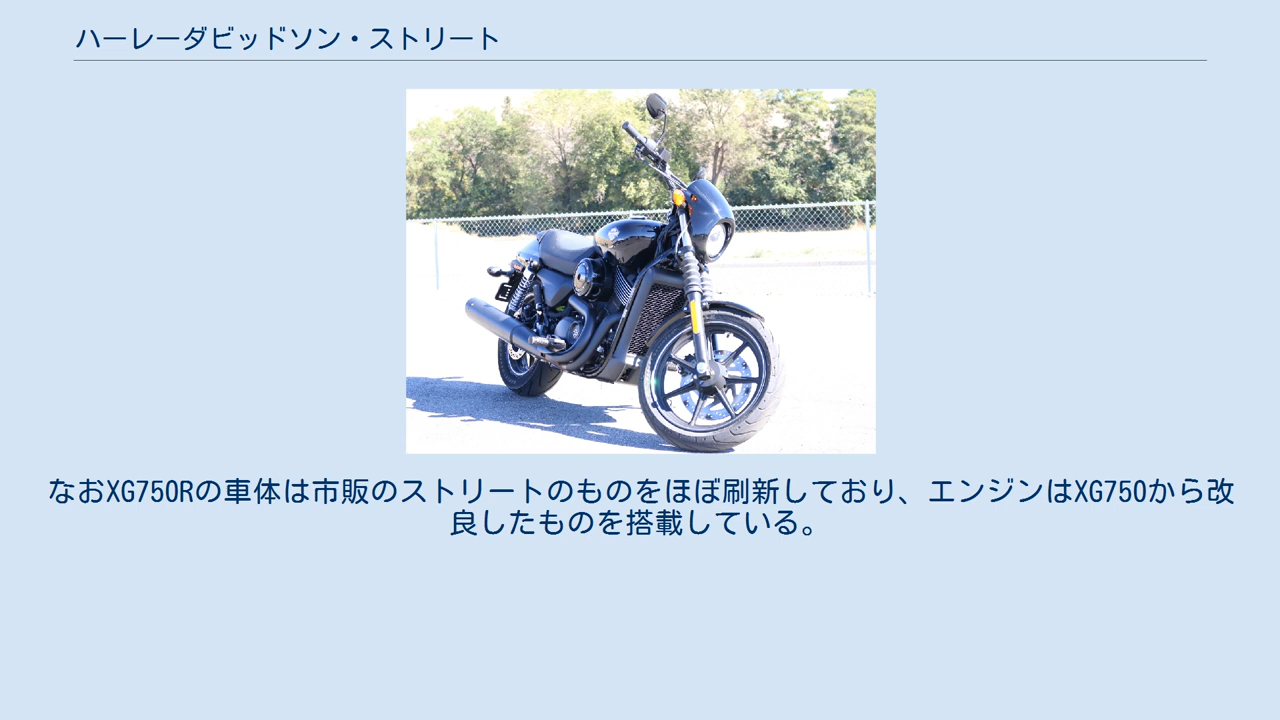 ハーレーダビッドソン・ストリート
なおXG750Rの車体は市販のストリートのものをほぼ刷新しており、エンジンはXG750から改
良したものを搭載している。